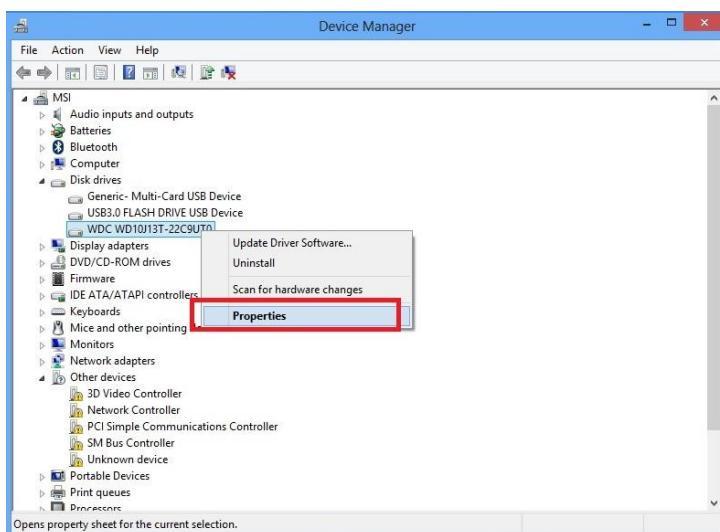 Device Manager
File Action View Help
MSI
Audio inputs and outputs
Batteries
Bluetooth
Computer
Disk drives
Generic- Multi-Card USB Device
USB3.0 FLASH DRIVE USB Device
WDC WD10J13T-22C9UT0
Display adapters
Update Driver Software...
DVD/CD-ROM drives
Uninstall
Firmware
IDE ATA/ATAPI controllers
Scan for hardware changes
Keyboards
Properties
Mice and other pointing
Monitors
Network adapters
Other devices
3D Video Controller
Network Controller
PCI Simple Communications Controller
SM Bus Controller
Unknown device
Portable Devices
Print queues
Processors
Opens property sheet for the current selection.